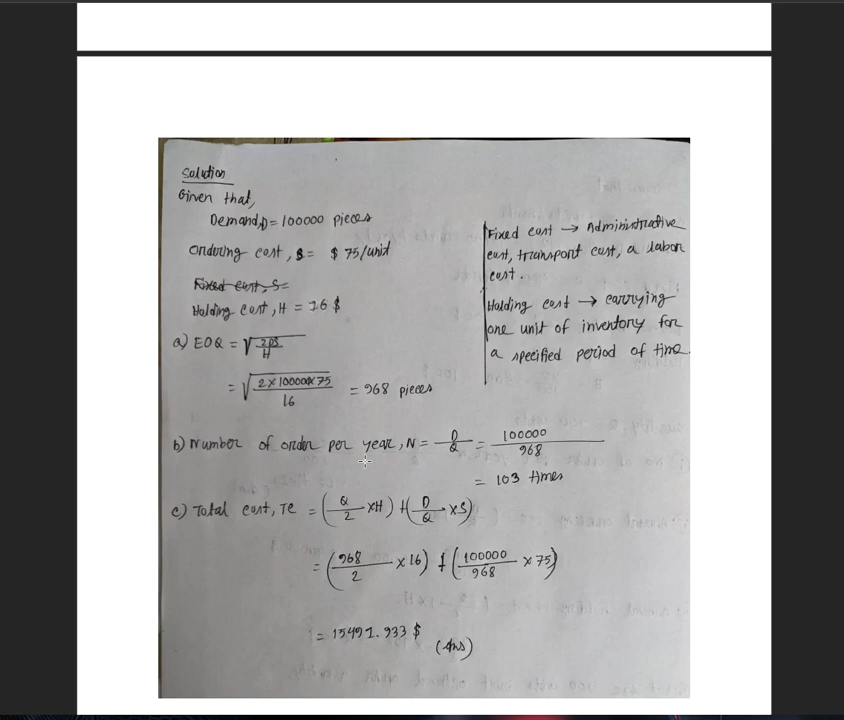 Solution
Given that,
Demand, D = 100000 pieces
Ordering cost, S = $ 75/unit
Fixed cost, S =
Holding cost, H = 16 $
Fixed cost → Administrative
cost, transport cost, a labor
cost.
Holding cost → carrying
one unit of inventory for
a specified period of time.
a) EOQ = √(2DS/H)
= √(2×100000×75/16) = 968 pieces
b) Number of order per year, N = D/Q = 100000/968
= 103 times
c) Total cost, TC = (Q/2 ×H) + (D/Q ×S)
= (968/2 × 16) + (100000/968 × 75)
= 15491.933 $
(Ans)